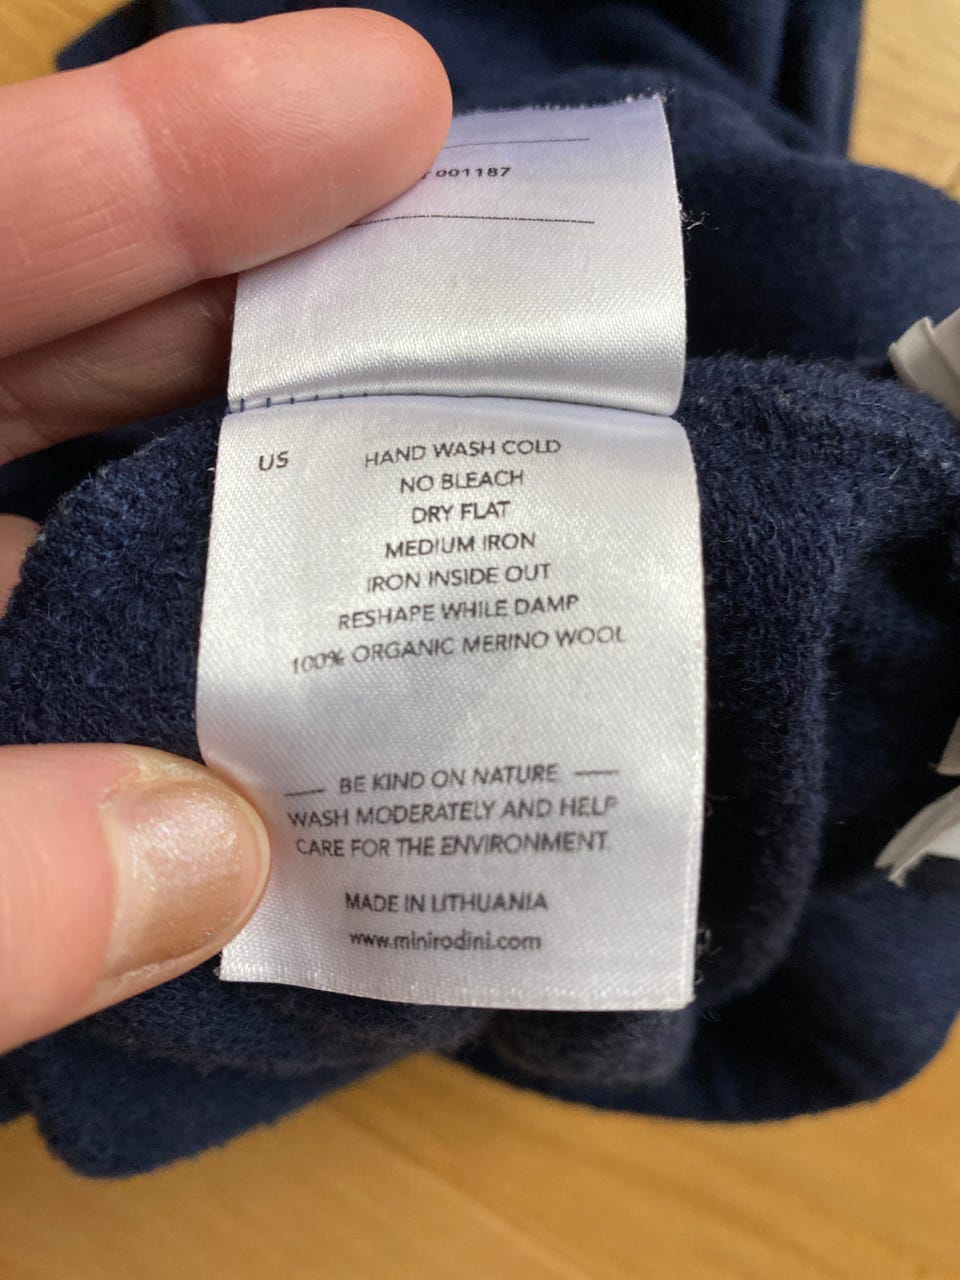 001187
US
HAND WASH COLD
NO BLEACH
DRY FLAT
MEDIUM IRON
IRON INSIDE OUT
RESHAPE WHILE DAMP
100% ORGANIC MERINO WOOL
BE KIND ON NATURE
WASH MODERATELY AND HELP
CARE FOR THE ENVIRONMENT.
MADE IN LITHUANIA
www.minirodini.com